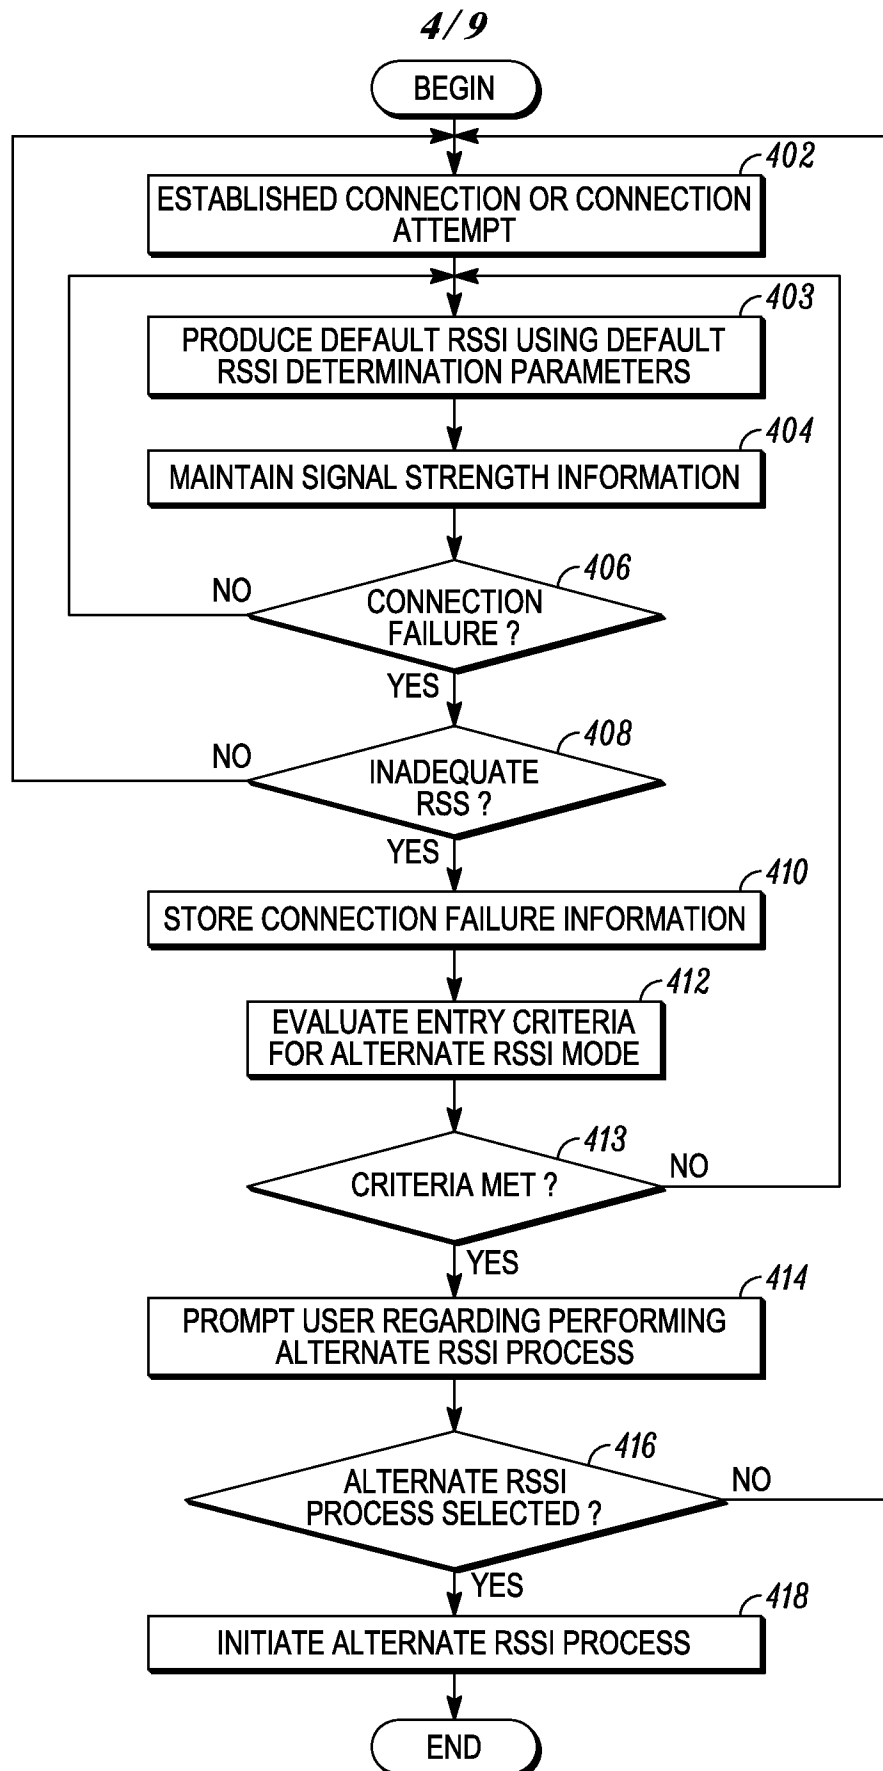 4/9
BEGIN
402
ESTABLISHED CONNECTION OR CONNECTION
ATTEMPT
403
PRODUCE DEFAULT RSSI USING DEFAULT
RSSI DETERMINATION PARAMETERS
404
MAINTAIN SIGNAL STRENGTH INFORMATION
406
NO
CONNECTION
FAILURE ?
YES
408
NO
INADEQUATE
RSS ?
YES
410
STORE CONNECTION FAILURE INFORMATION
412
EVALUATE ENTRY CRITERIA
FOR ALTERNATE RSSI MODE
413
CRITERIA MET ?
NO
YES
414
PROMPT USER REGARDING PERFORMING
ALTERNATE RSSI PROCESS
416
ALTERNATE RSSI
PROCESS SELECTED ?
NO
YES
418
INITIATE ALTERNATE RSSI PROCESS
END